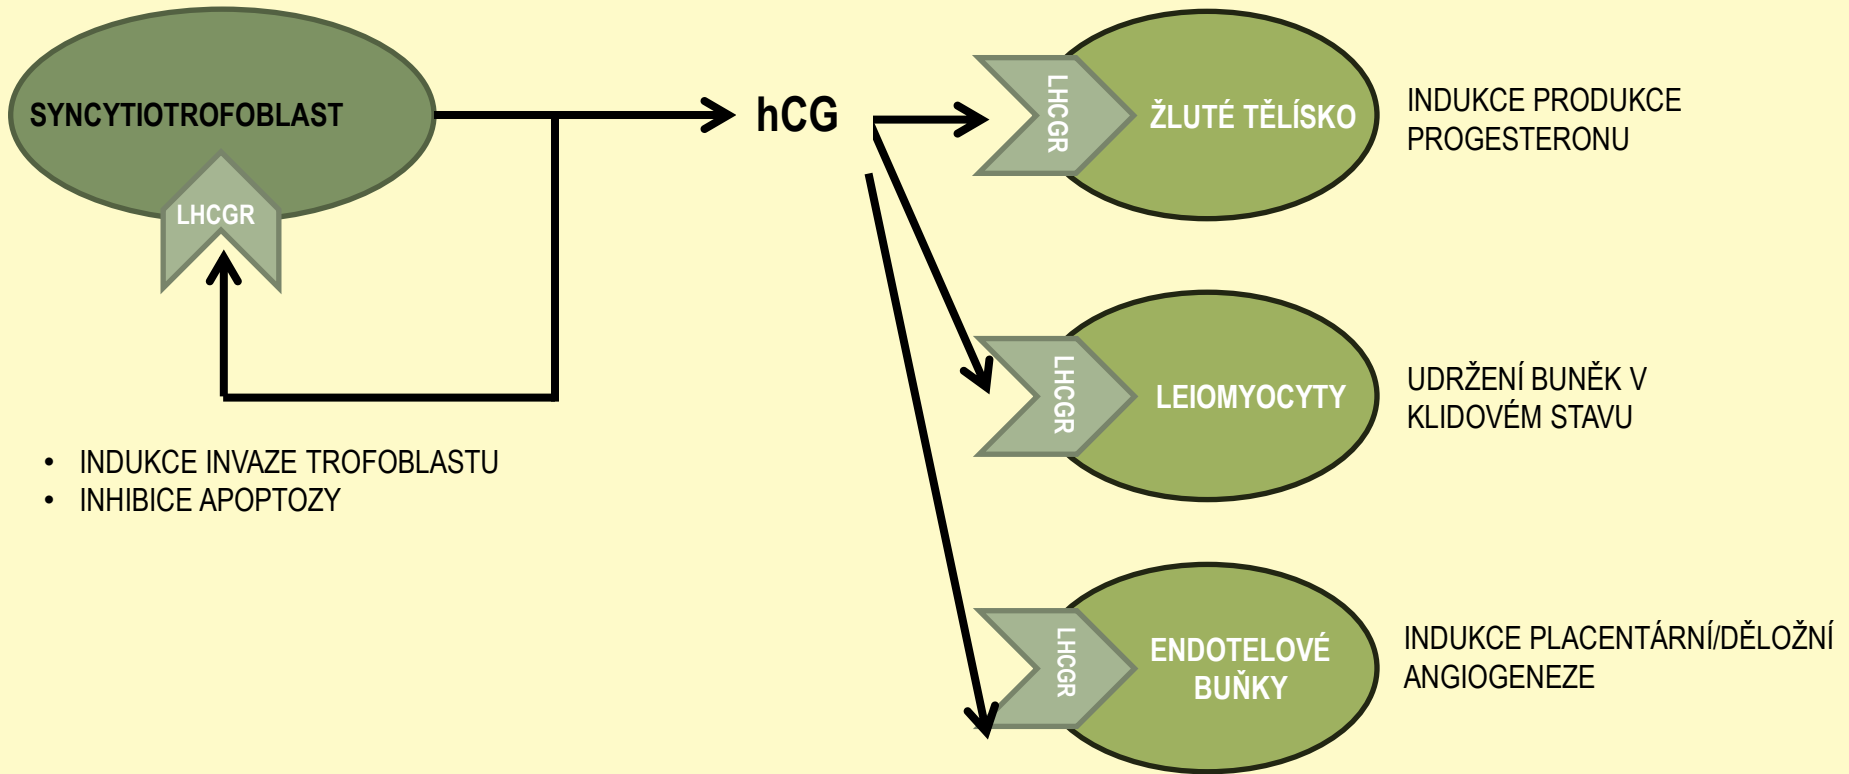 SYNCYTIOTROFOBLAST
LHCGR
• INDUKCE INVAZE TROFOBLASTU
• INHIBICE APOPTOZY
hCG
LHCGR
ŽLUTÉ TĚLÍSKO
INDUKCE PRODUKCE
PROGESTERONU
LHCGR
LEIOMYOCYTY
UDRŽENÍ BUNĚK V
KLIDOVÉM STAVU
LHCGR
ENDOTELOVÉ
BUŇKY
INDUKCE PLACENTÁRNÍ/DĚLOŽNÍ
ANGIOGENEZE